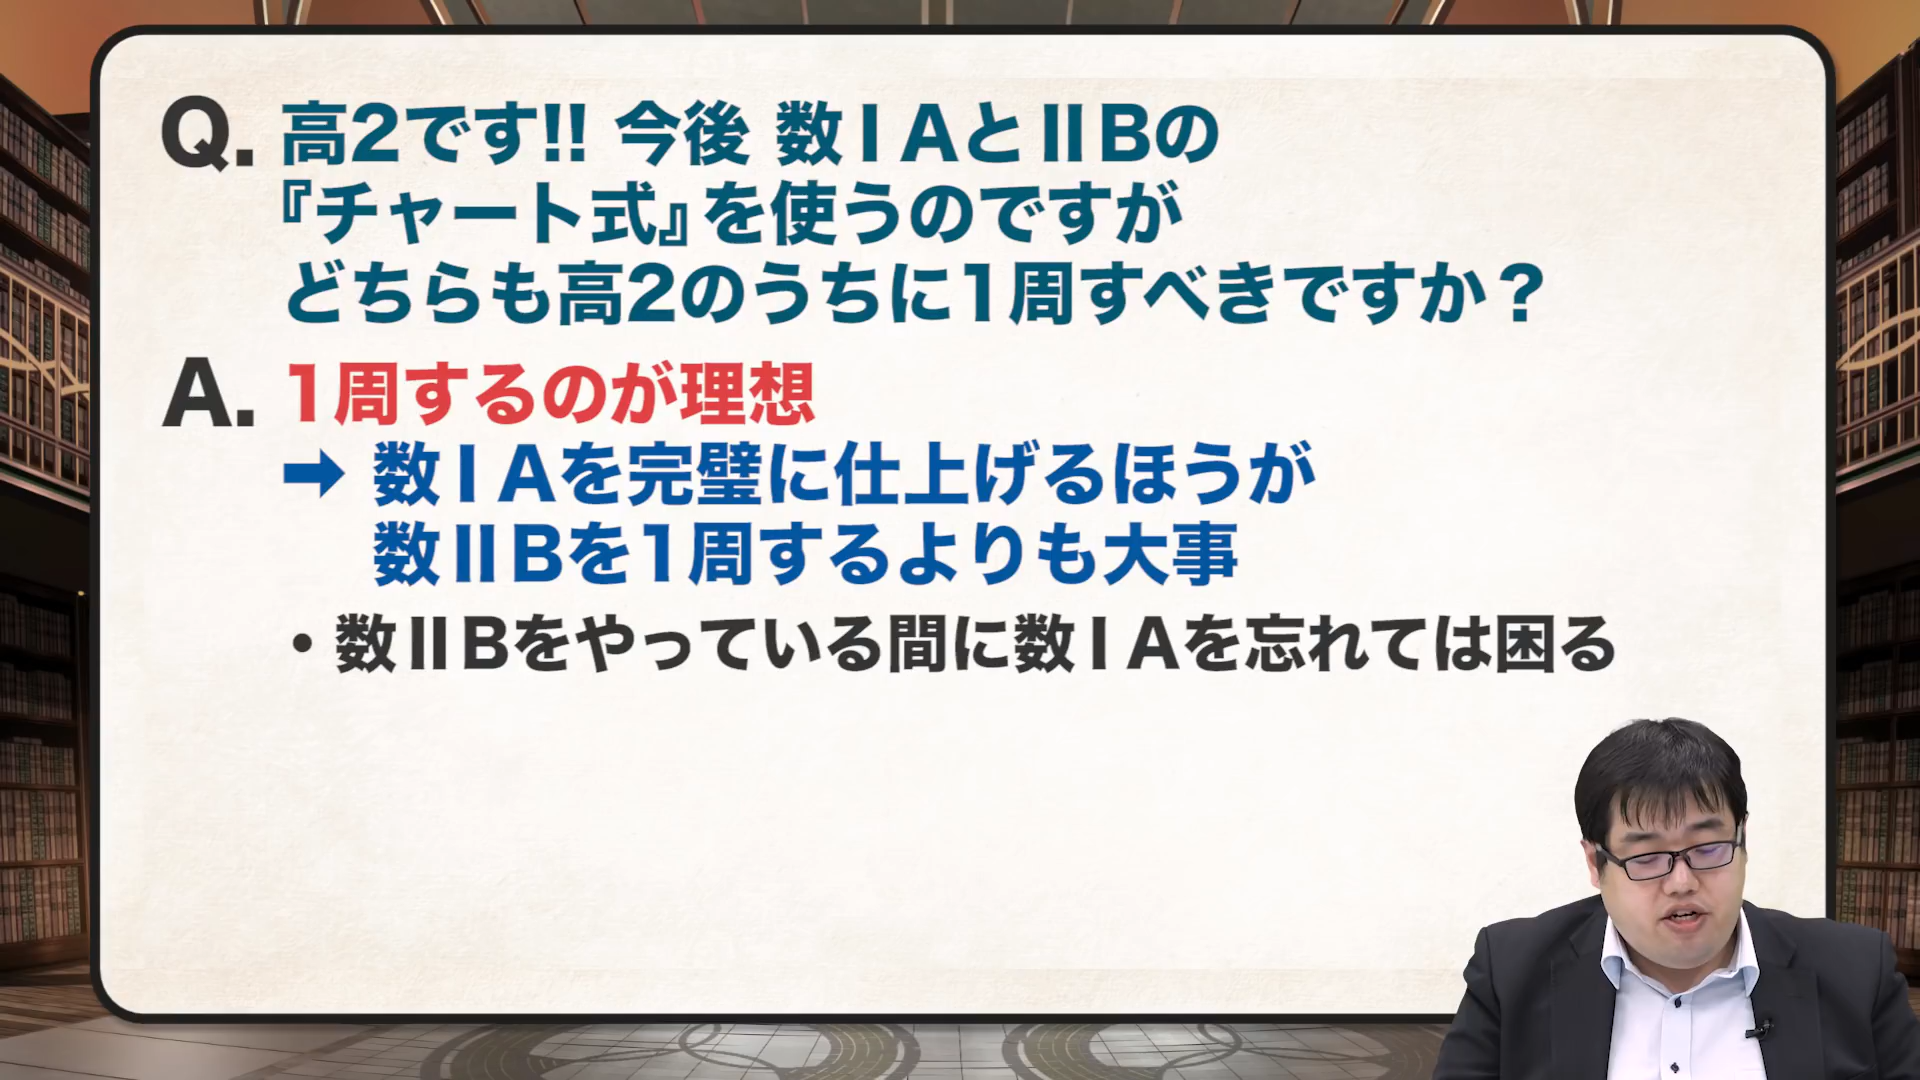 Q. 高2です!! 今後 数ⅠAとⅡBの
『チャート式』を使うのですが
どちらも高2のうちに1周すべきですか？
A. 1周するのが理想
➡ 数ⅠAを完璧に仕上げるほうが
数ⅡBを1周するよりも大事
・数ⅡBをやっている間に数ⅠAを忘れては困る